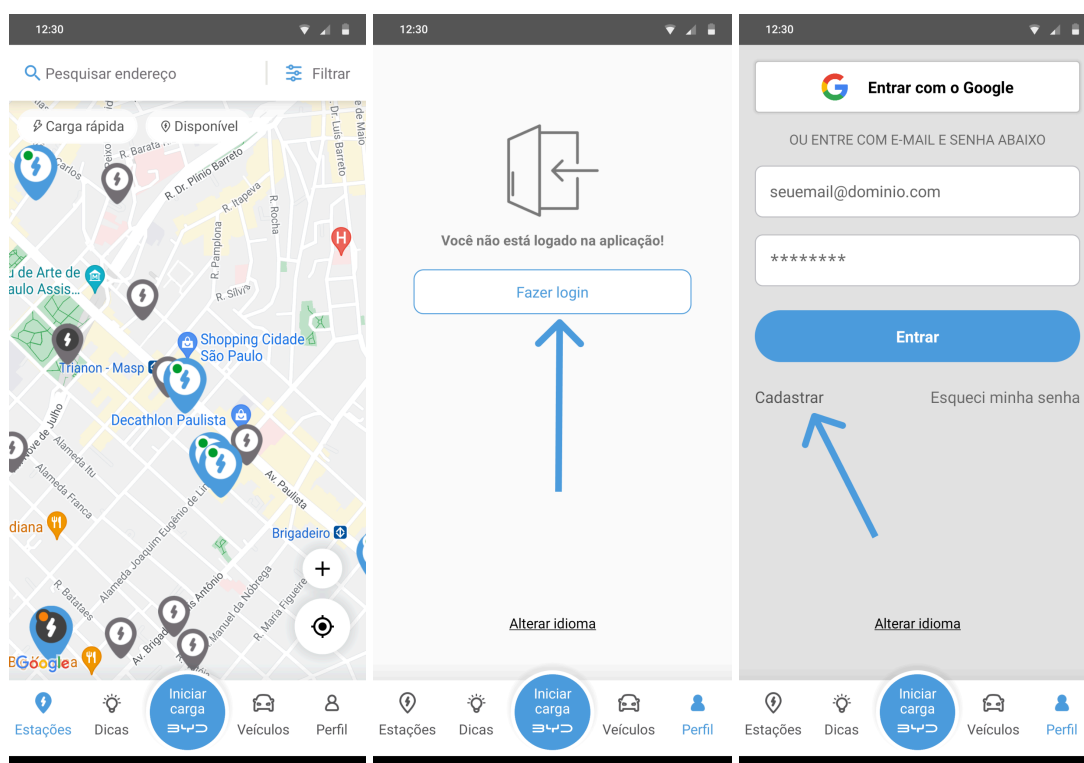 12:30
Pesquisar endereço
Filtrar
Carga rápida
Disponível
R. Barata
Carlos
R. Dr. Plínio Barreto
Dr. Luís Barreto
de Maio
R. Itapeva
R. Rocha
R. Pamplona
H
u de Arte de
aulo Assis...
R. Sílvia
Shopping Cidade
São Paulo
Trianon - Masp
Decathlon Paulista
Nove de Julho
Alameda Itu
Alameda Franca
Av. Paulista
diana
Alameda Joaquim Eugênio de Li
Brigadeiro
R. Batataes
Antônio
Manuel da Nóbrega
R. Maria Figueire
Av. Brigad
Google
Estações
Dicas
Iniciar
carga
BYD
Veículos
Perfil
12:30
Você não está logado na aplicação!
Fazer login
Alterar idioma
Estações
Dicas
Iniciar
carga
BYD
Veículos
Perfil
12:30
Entrar com o Google
OU ENTRE COM E-MAIL E SENHA ABAIXO
seuemail@dominio.com
********
Entrar
Cadastrar
Esqueci minha senha
Alterar idioma
Estações
Dicas
Iniciar
carga
BYD
Veículos
Perfil